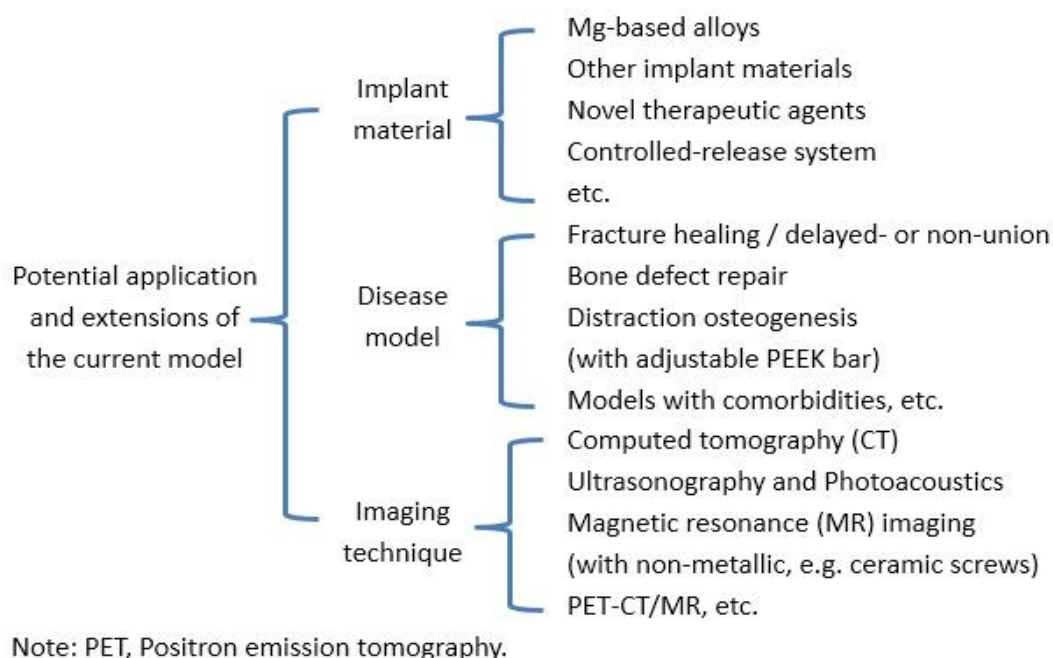 Potential application
and extensions of
the current model
Implant
material
Mg-based alloys
Other implant materials
Novel therapeutic agents
Controlled-release system
etc.
Disease
model
Fracture healing / delayed- or non-union
Bone defect repair
Distraction osteogenesis
(with adjustable PEEK bar)
Models with comorbidities, etc.
Imaging
technique
Computed tomography (CT)
Ultrasonography and Photoacoustics
Magnetic resonance (MR) imaging
(with non-metallic, e.g. ceramic screws)
PET-CT/MR, etc.
Note: PET, Positron emission tomography.